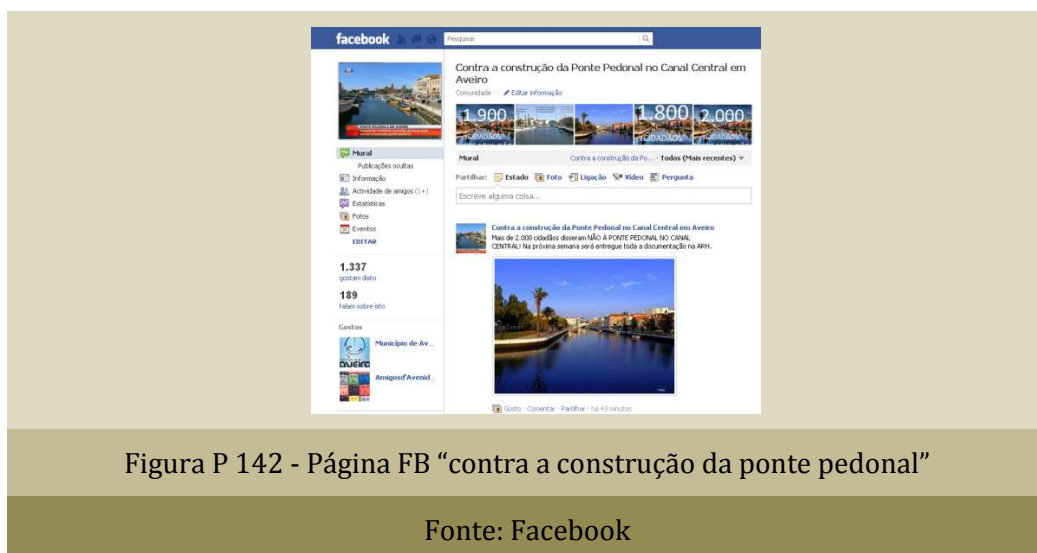 facebook
Pesquisar
Contra a construção da Ponte Pedonal no Canal Central em
Aveiro
Comunidade · Editar informação
1.900
CIDADÃOS
1.800
CIDADÃOS
2.000
CIDADÃOS
Mural
Publicações ocultas
Informação
Actividade de amigos (1+)
Estatísticas
Fotos
Eventos
EDITAR
1.337
gostam disto
189
falam sobre isto
Gostos
Município de Av...
Amigosd'Avenid...
Mural
Contra a construção da Po... · Todos (Mais recentes)
Partilhar: Estado Foto Ligação Vídeo Pergunta
Escreve alguma coisa...
Contra a construção da Ponte Pedonal no Canal Central em Aveiro
Mais de 2.000 cidadãos disseram NÃO À PONTE PEDONAL NO CANAL
CENTRAL! Na próxima semana será entregue toda a documentação na ARH.
Gosto · Comentar · Partilhar · há 43 minutos
Figura P 142 - Página FB “contra a construção da ponte pedonal”
Fonte: Facebook